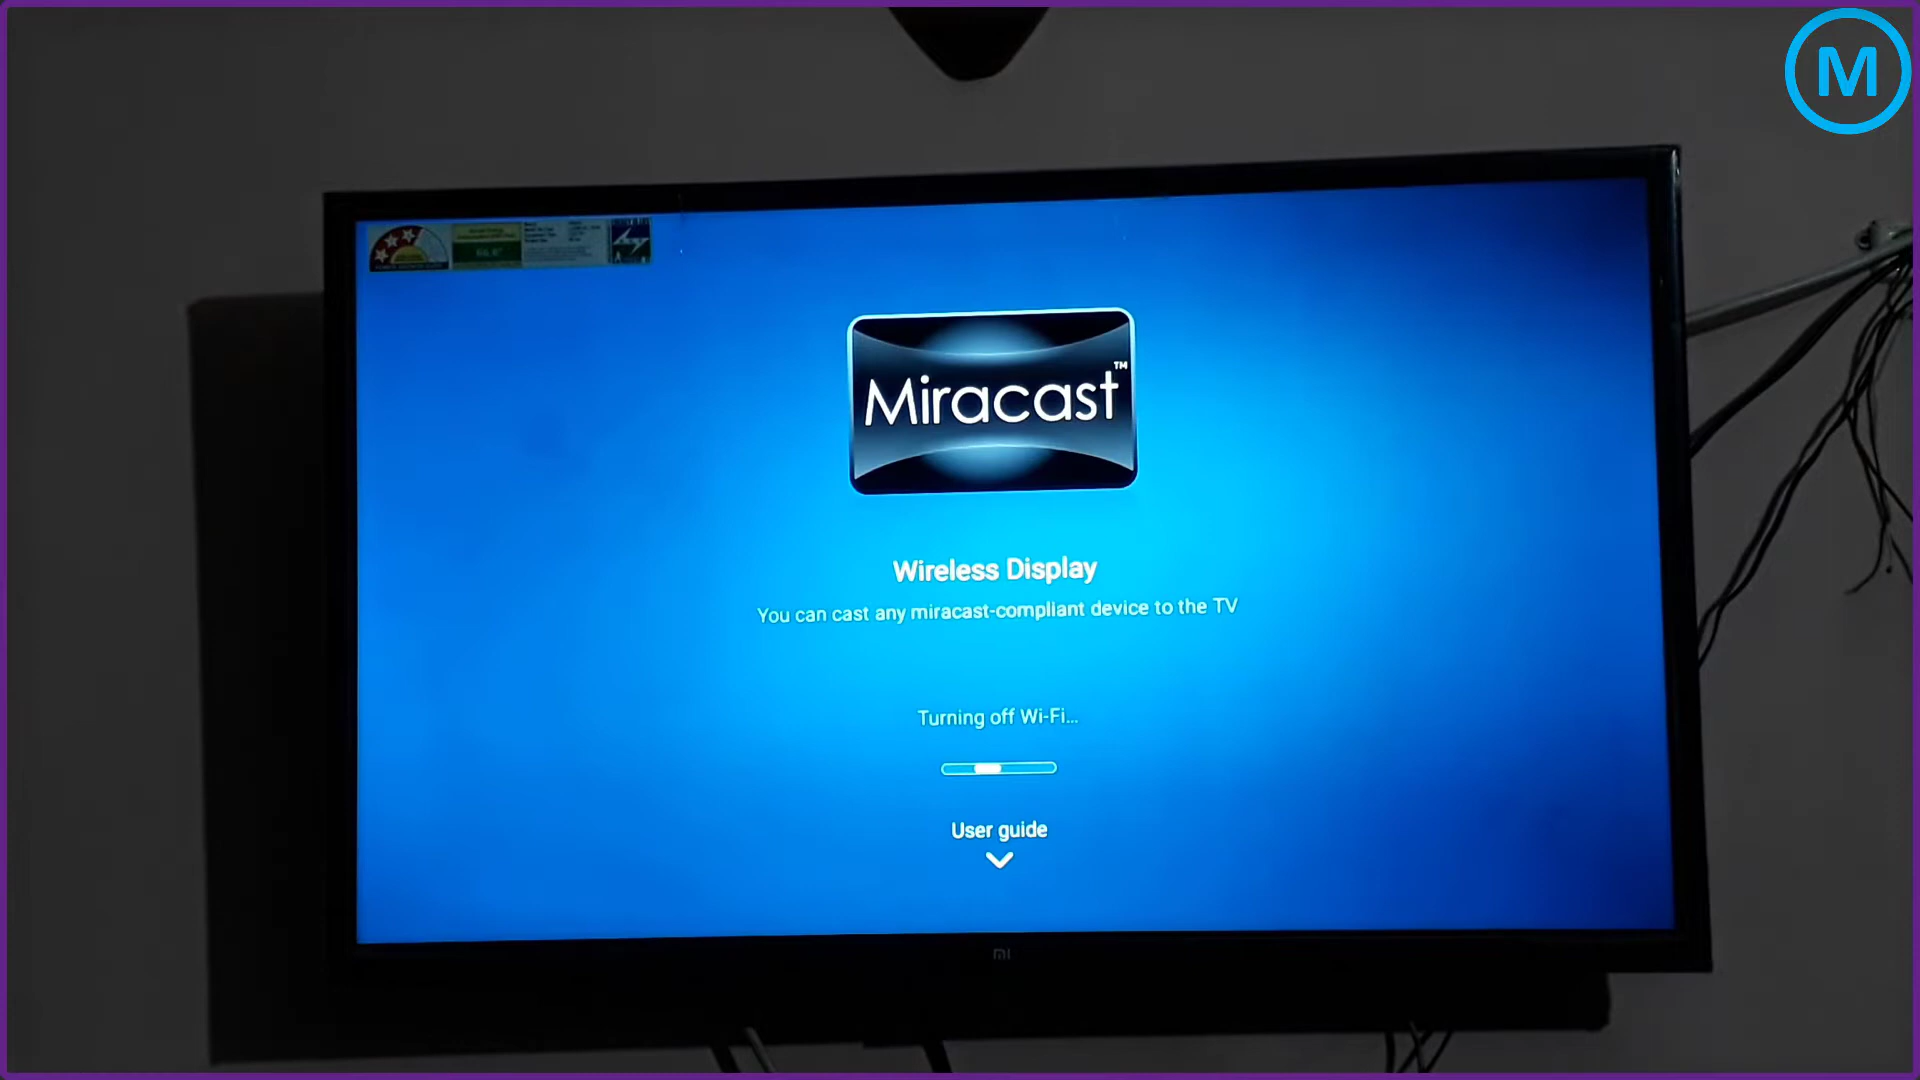 M
Miracast™
Wireless Display
You can cast any miracast-compliant device to the TV
Turning off Wi-Fi...
User guide
mi